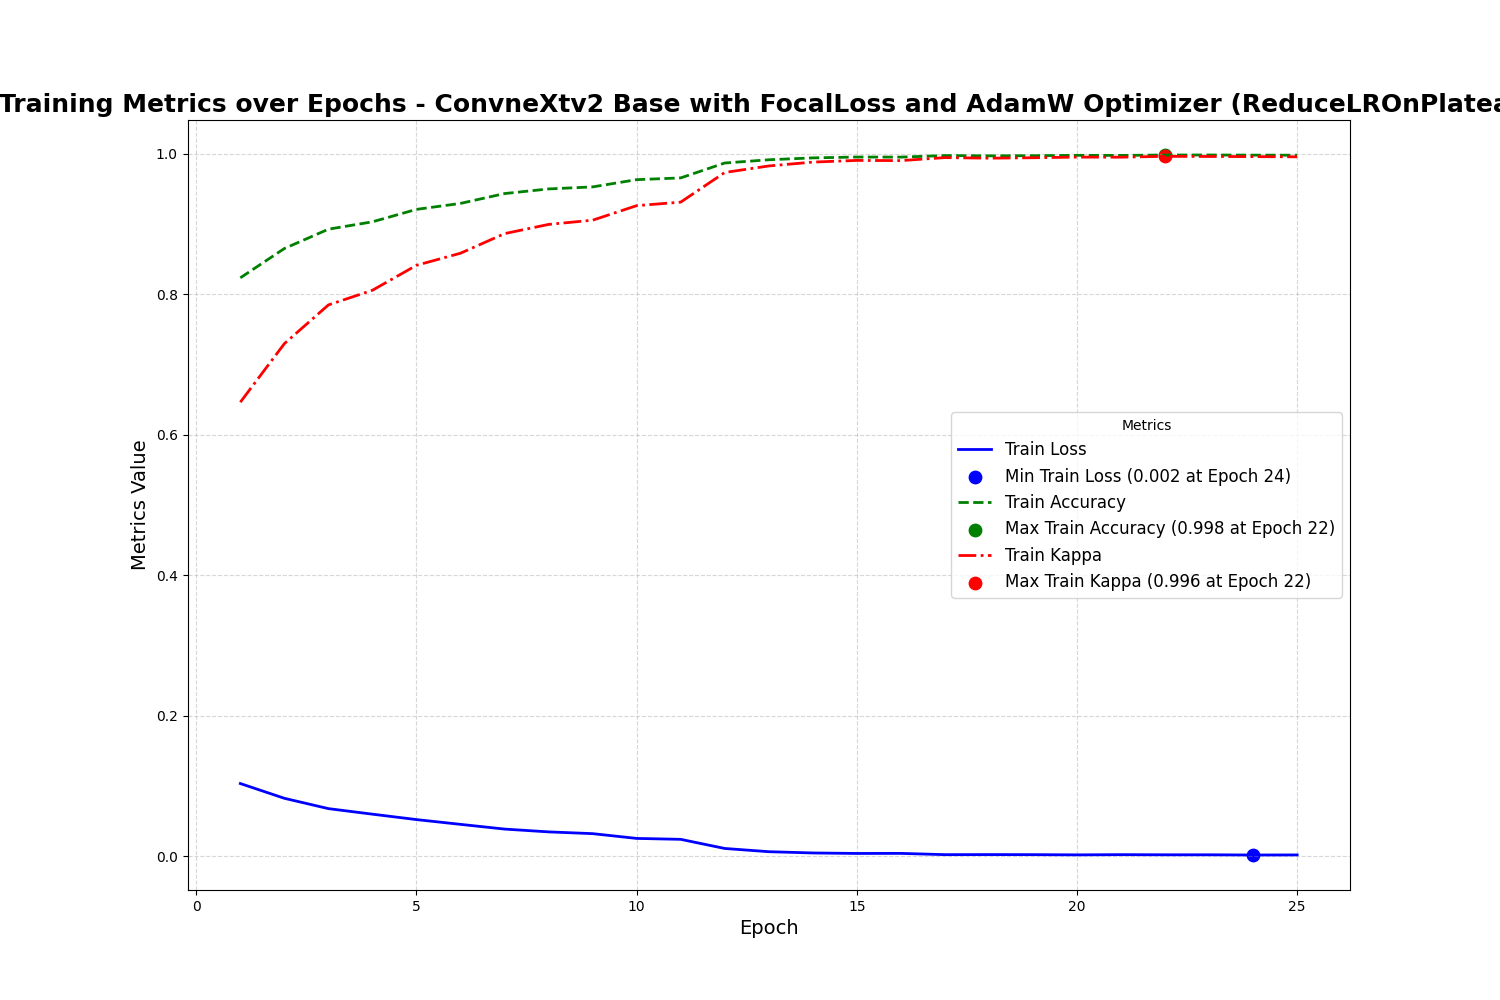 Training Metrics over Epochs - ConvneXtv2 Base with FocalLoss and AdamW Optimizer (ReduceLROnPlatea
1.0
0.8
0.6
0.4
0.2
0.0
Metrics Value
Metrics
Train Loss
Min Train Loss (0.002 at Epoch 24)
Train Accuracy
Max Train Accuracy (0.998 at Epoch 22)
Train Kappa
Max Train Kappa (0.996 at Epoch 22)
0 5 10 15 20 25
Epoch